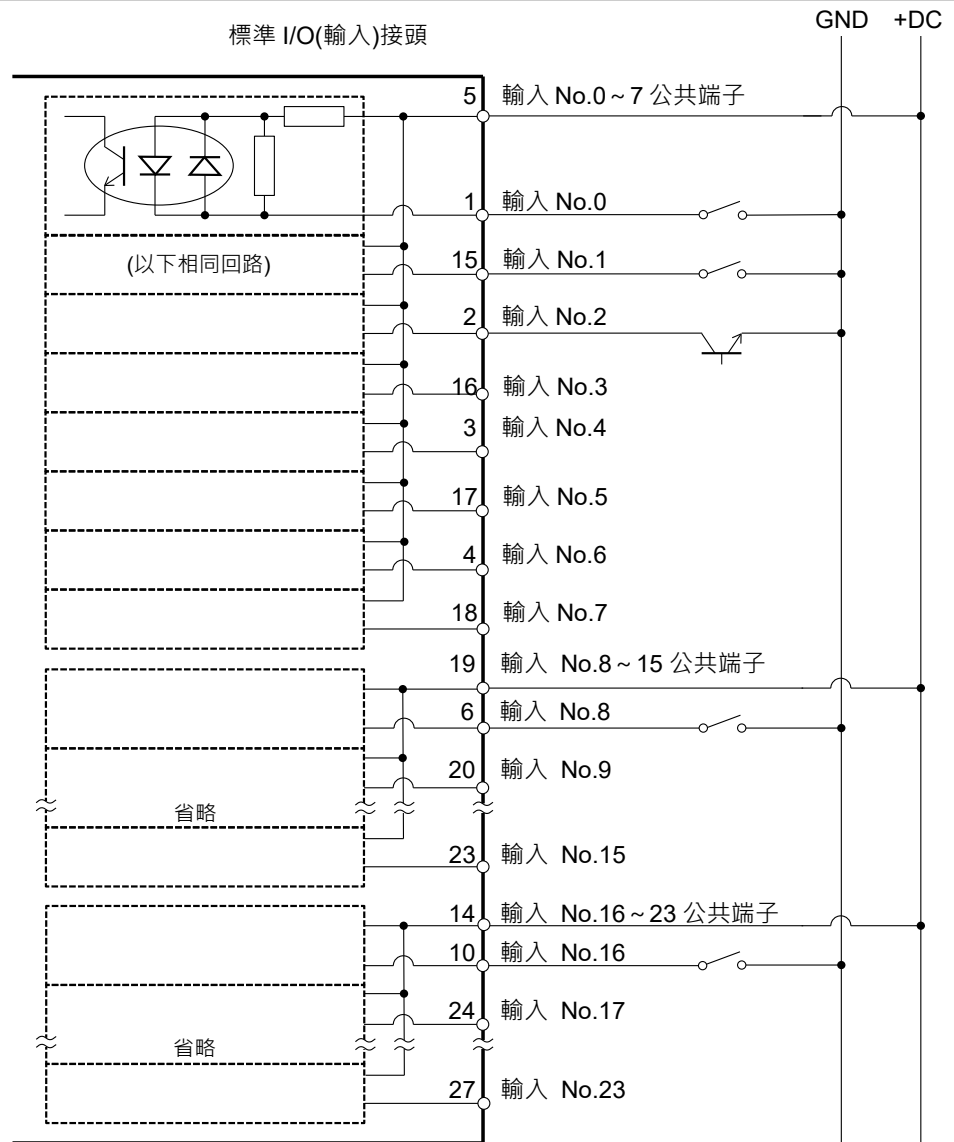 GND +DC
標準 I/O(輸入)接頭
5 輸入 No.0~7 公共端子
1 輸入 No.0
(以下相同回路)
15 輸入 No.1
2 輸入 No.2
16 輸入 No.3
3 輸入 No.4
17 輸入 No.5
4 輸入 No.6
18 輸入 No.7
19 輸入 No.8~15 公共端子
6 輸入 No.8
20 輸入 No.9
省略
23 輸入 No.15
14 輸入 No.16~23 公共端子
10 輸入 No.16
24 輸入 No.17
省略
27 輸入 No.23